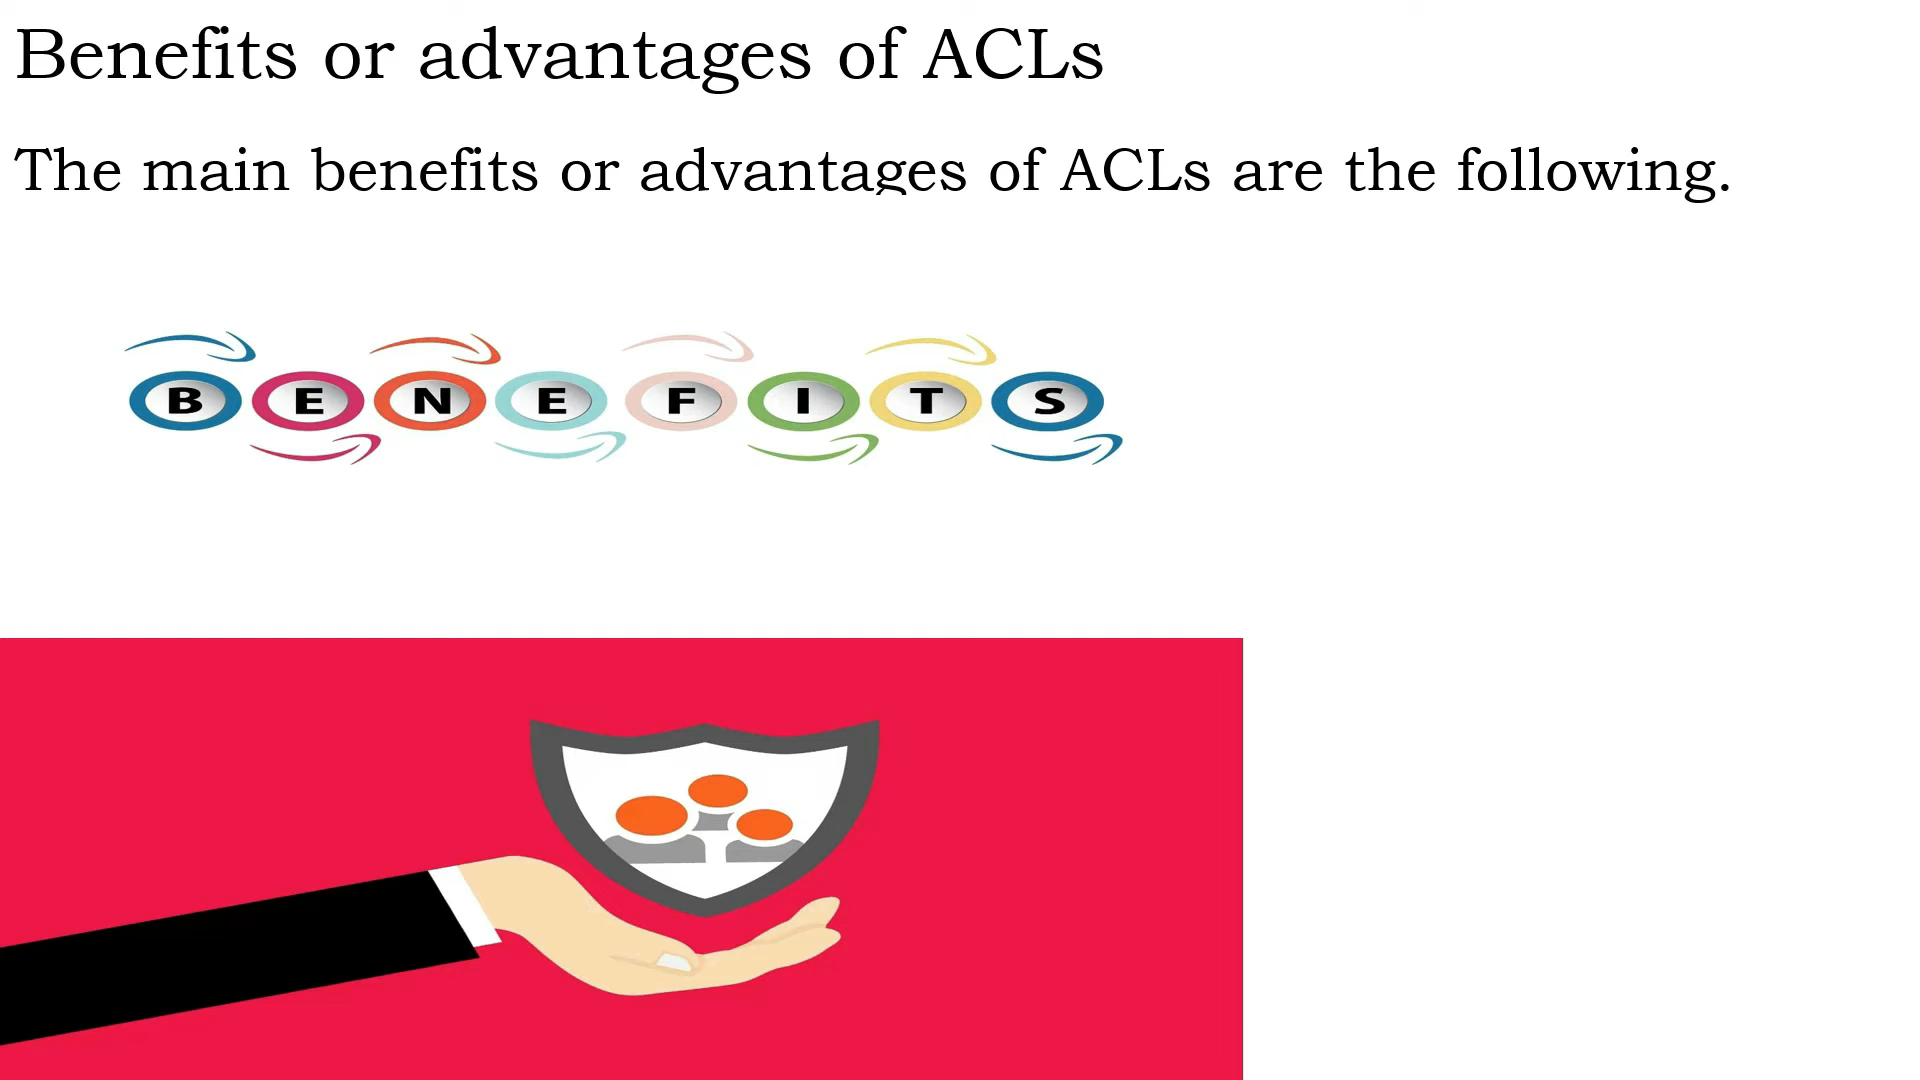 Benefits or advantages of ACLs
The main benefits or advantages of ACLs are the following.
BENEFITS